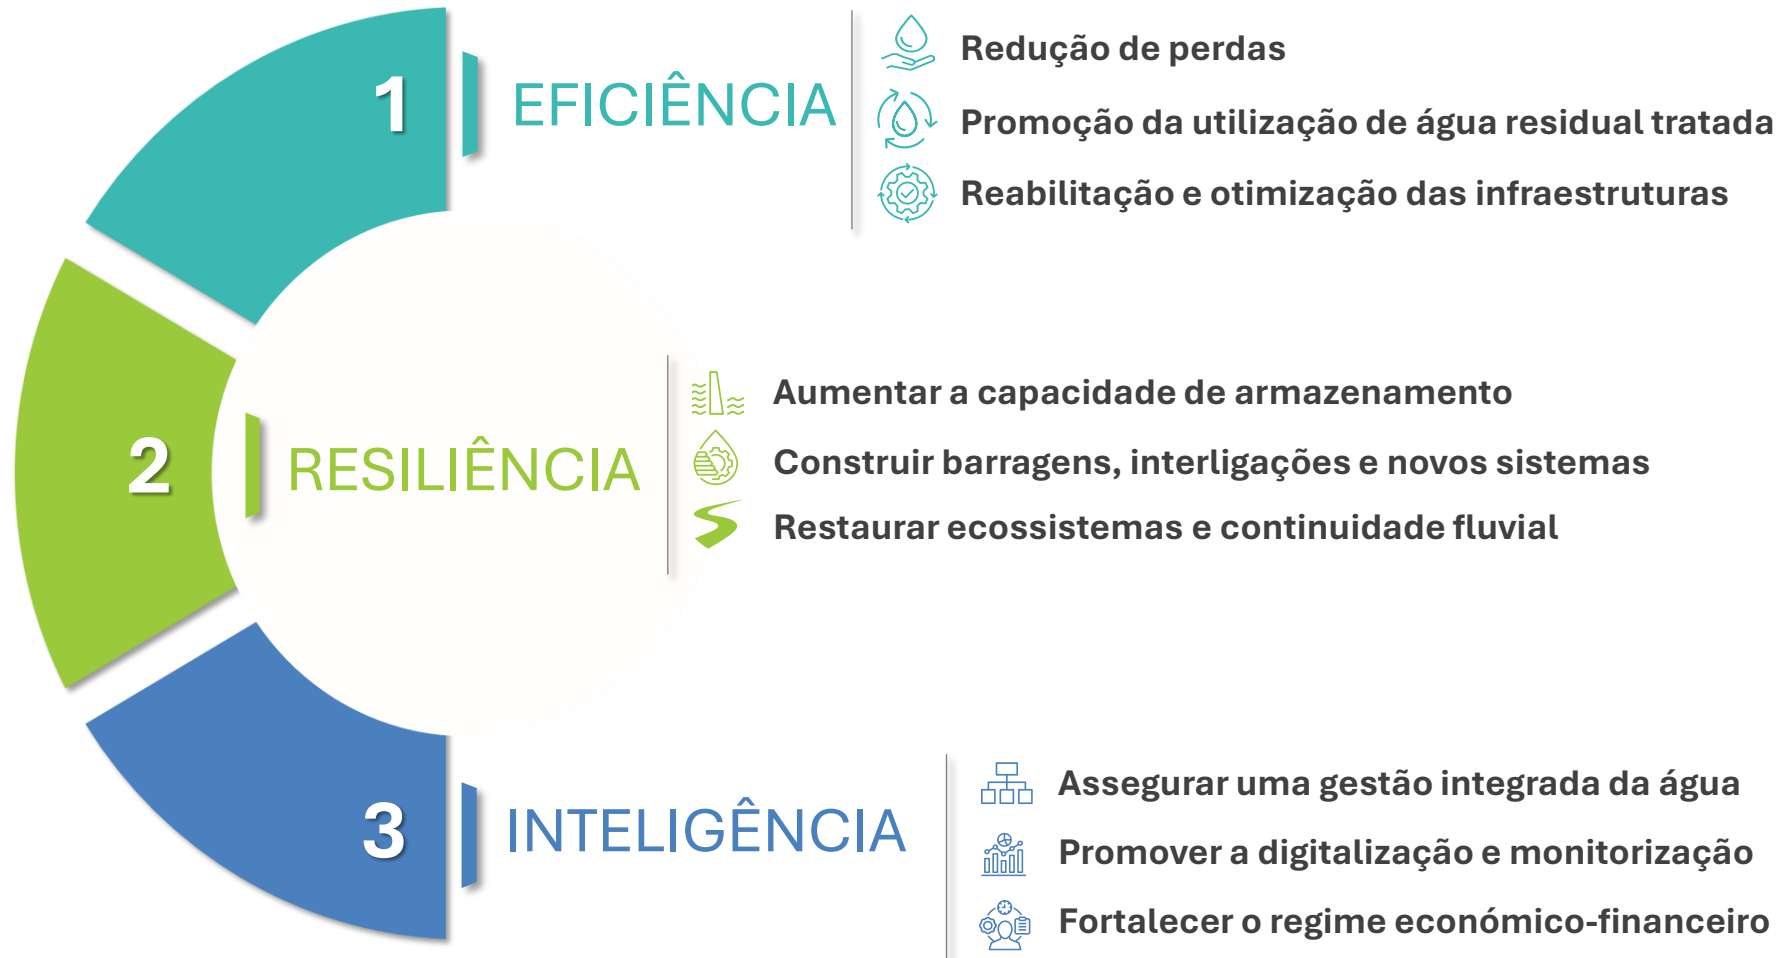 1
EFICIÊNCIA
Redução de perdas
Promoção da utilização de água residual tratada
Reabilitação e otimização das infraestruturas
2
RESILIÊNCIA
Aumentar a capacidade de armazenamento
Construir barragens, interligações e novos sistemas
Restaurar ecossistemas e continuidade fluvial
3
INTELIGÊNCIA
Assegurar uma gestão integrada da água
Promover a digitalização e monitorização
Fortalecer o regime económico-financeiro